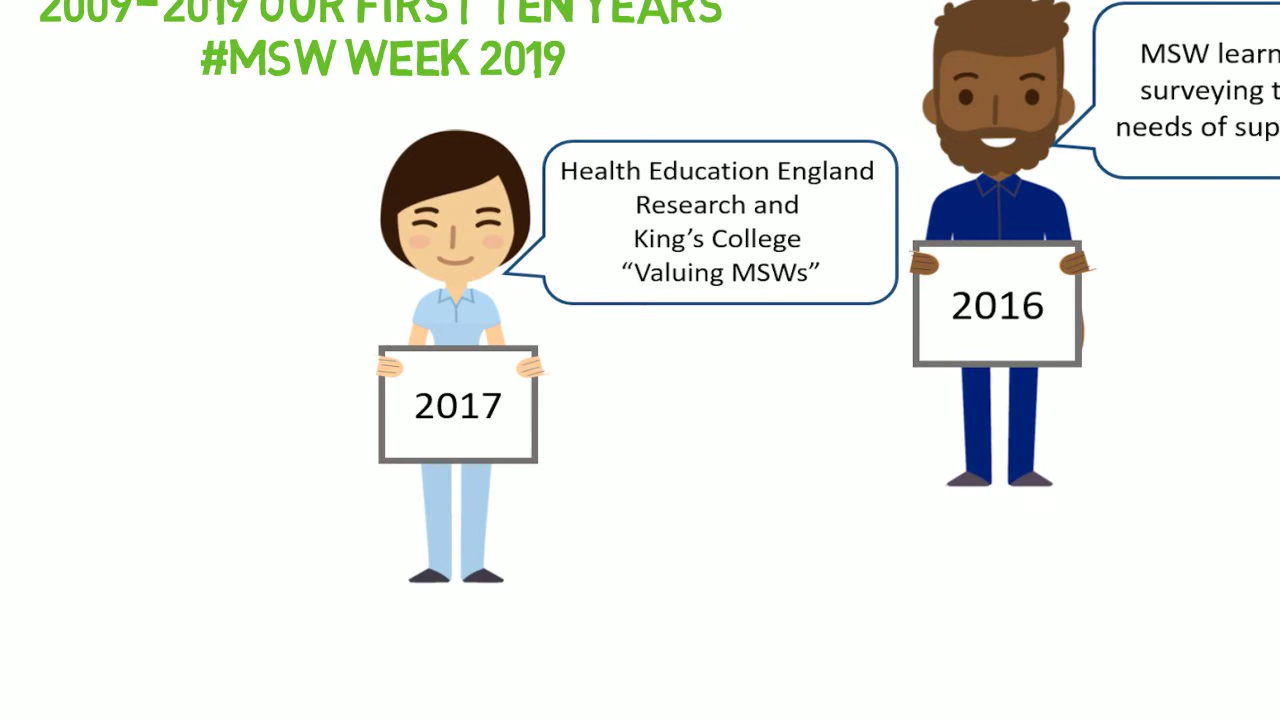 2009-2019 OUR FIRST TEN YEARS
#MSW WEEK 2019
Health Education England
Research and
King’s College
“Valuing MSWs”
2017
MSW learn
surveying t
needs of sup
2016